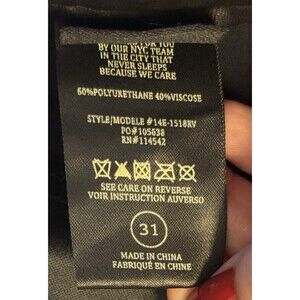 FOR YOU
BY OUR NYC TEAM
IN THE CITY THAT
NEVER SLEEPS
BECAUSE WE CARE
60%POLYURETHANE 40%VISCOSE
STYLE/MODELE #14E-1518RV
PO#105638
RN#114542
SEE CARE ON REVERSE
VOIR INSTRUCTION AUVERSO
31
MADE IN CHINA
FABRIQUÉ EN CHINE